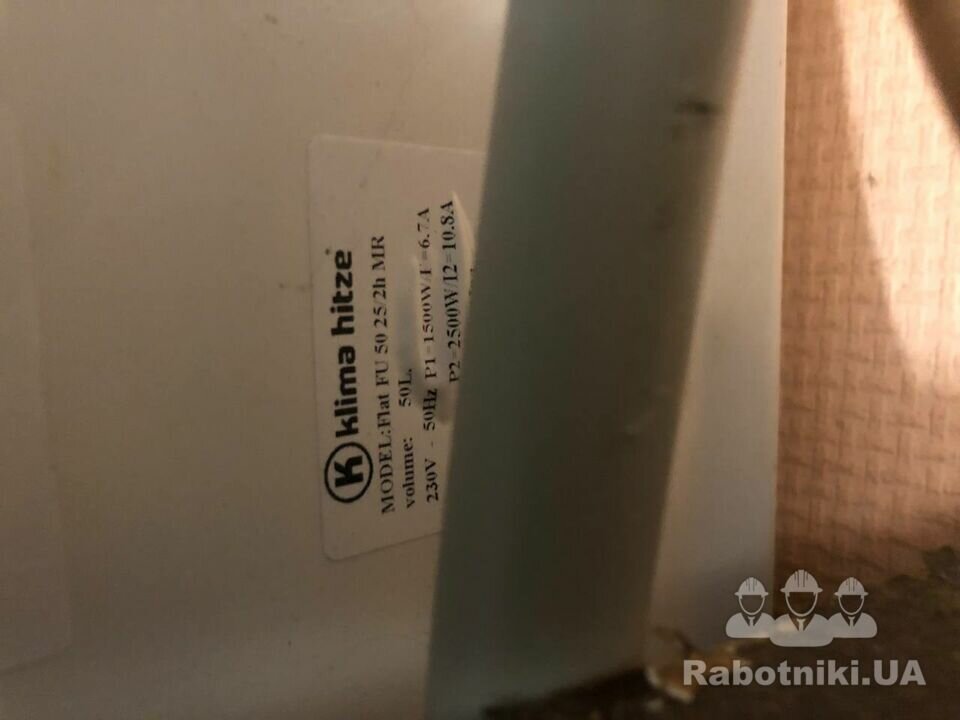 K klima hitze®
MODEL:Flat FU 50 25/2h MR
volume: 50L.
230V - 50Hz P1=1500W/I=6.7A
P2=2500W/I2=10.8A
Rabotniki.UA